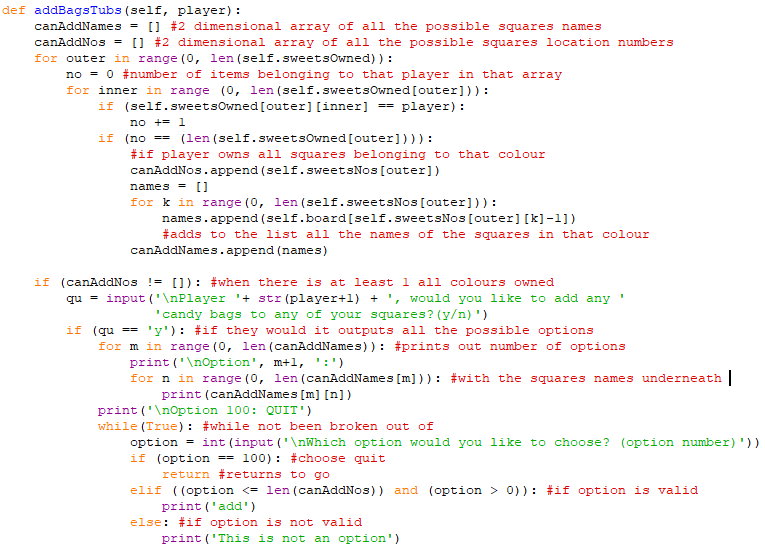 def addBagsTubs(self, player):
    canAddNames = [] #2 dimensional array of all the possible squares names
    canAddNos = [] #2 dimensional array of all the possible squares location numbers
    for outer in range(0, len(self.sweetsOwned)):
        no = 0 #number of items belonging to that player in that array
        for inner in range (0, len(self.sweetsOwned[outer])):
            if (self.sweetsOwned[outer][inner] == player):
                no += 1
            if (no == (len(self.sweetsOwned[outer]))):
                #if player owns all squares belonging to that colour
                canAddNos.append(self.sweetsNos[outer])
                names = []
                for k in range(0, len(self.sweetsNos[outer])):
                    names.append(self.board[self.sweetsNos[outer][k]-1])
                    #adds to the list all the names of the squares in that colour
                canAddNames.append(names)

    if (canAddNos != []): #when there is at least 1 all colours owned
        qu = input('\nPlayer '+ str(player+1) + ', would you like to add any '
                   'candy bags to any of your squares?(y/n)')
        if (qu == 'y'): #if they would it outputs all the possible options
            for m in range(0, len(canAddNames)): #prints out number of options
                print('\nOption', m+1, ':')
                for n in range(0, len(canAddNames[m])): #with the squares names underneath
                    print(canAddNames[m][n])
            print('\nOption 100: QUIT')
            while(True): #while not been broken out of
                option = int(input('\nWhich option would you like to choose? (option number)'))
                if (option == 100): #choose quit
                    return #returns to go
                elif ((option <= len(canAddNos)) and (option > 0)): #if option is valid
                    print('add')
                else: #if option is not valid
                    print('This is not an option')